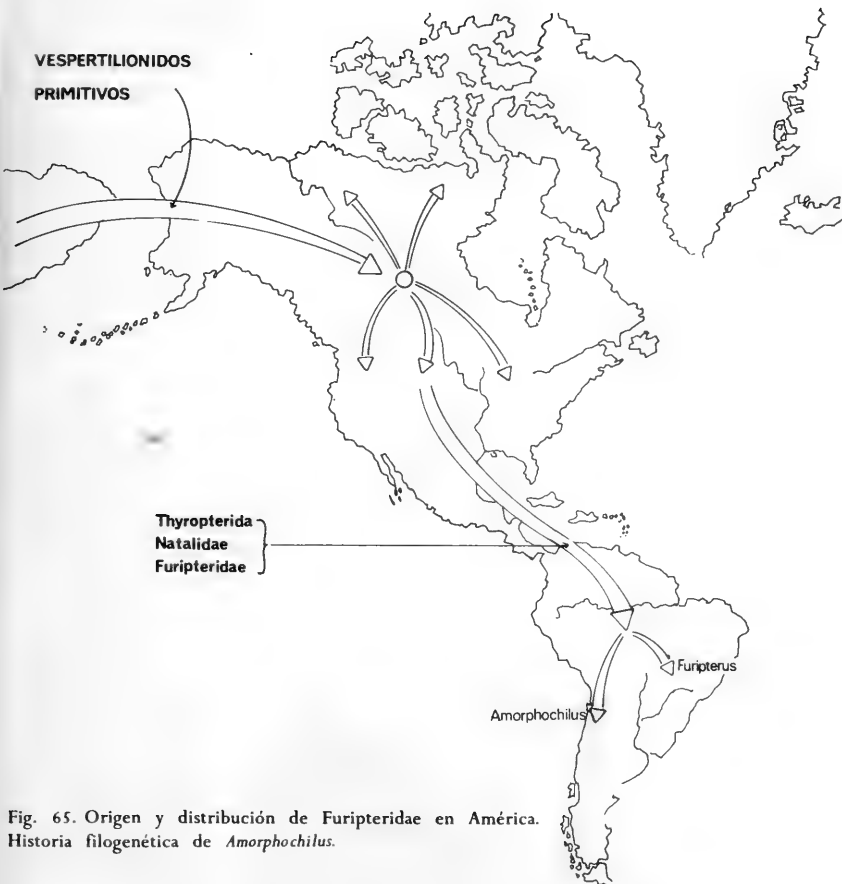 VESPERTILIONIDOS
PRIMITIVOS
Thyropterida
Natalidae
Furipteridae
Furipterus
Amorphochilus
Fig. 65. Origen y distribución de Furipteridae en América.
Historia filogenética de Amorphochilus.